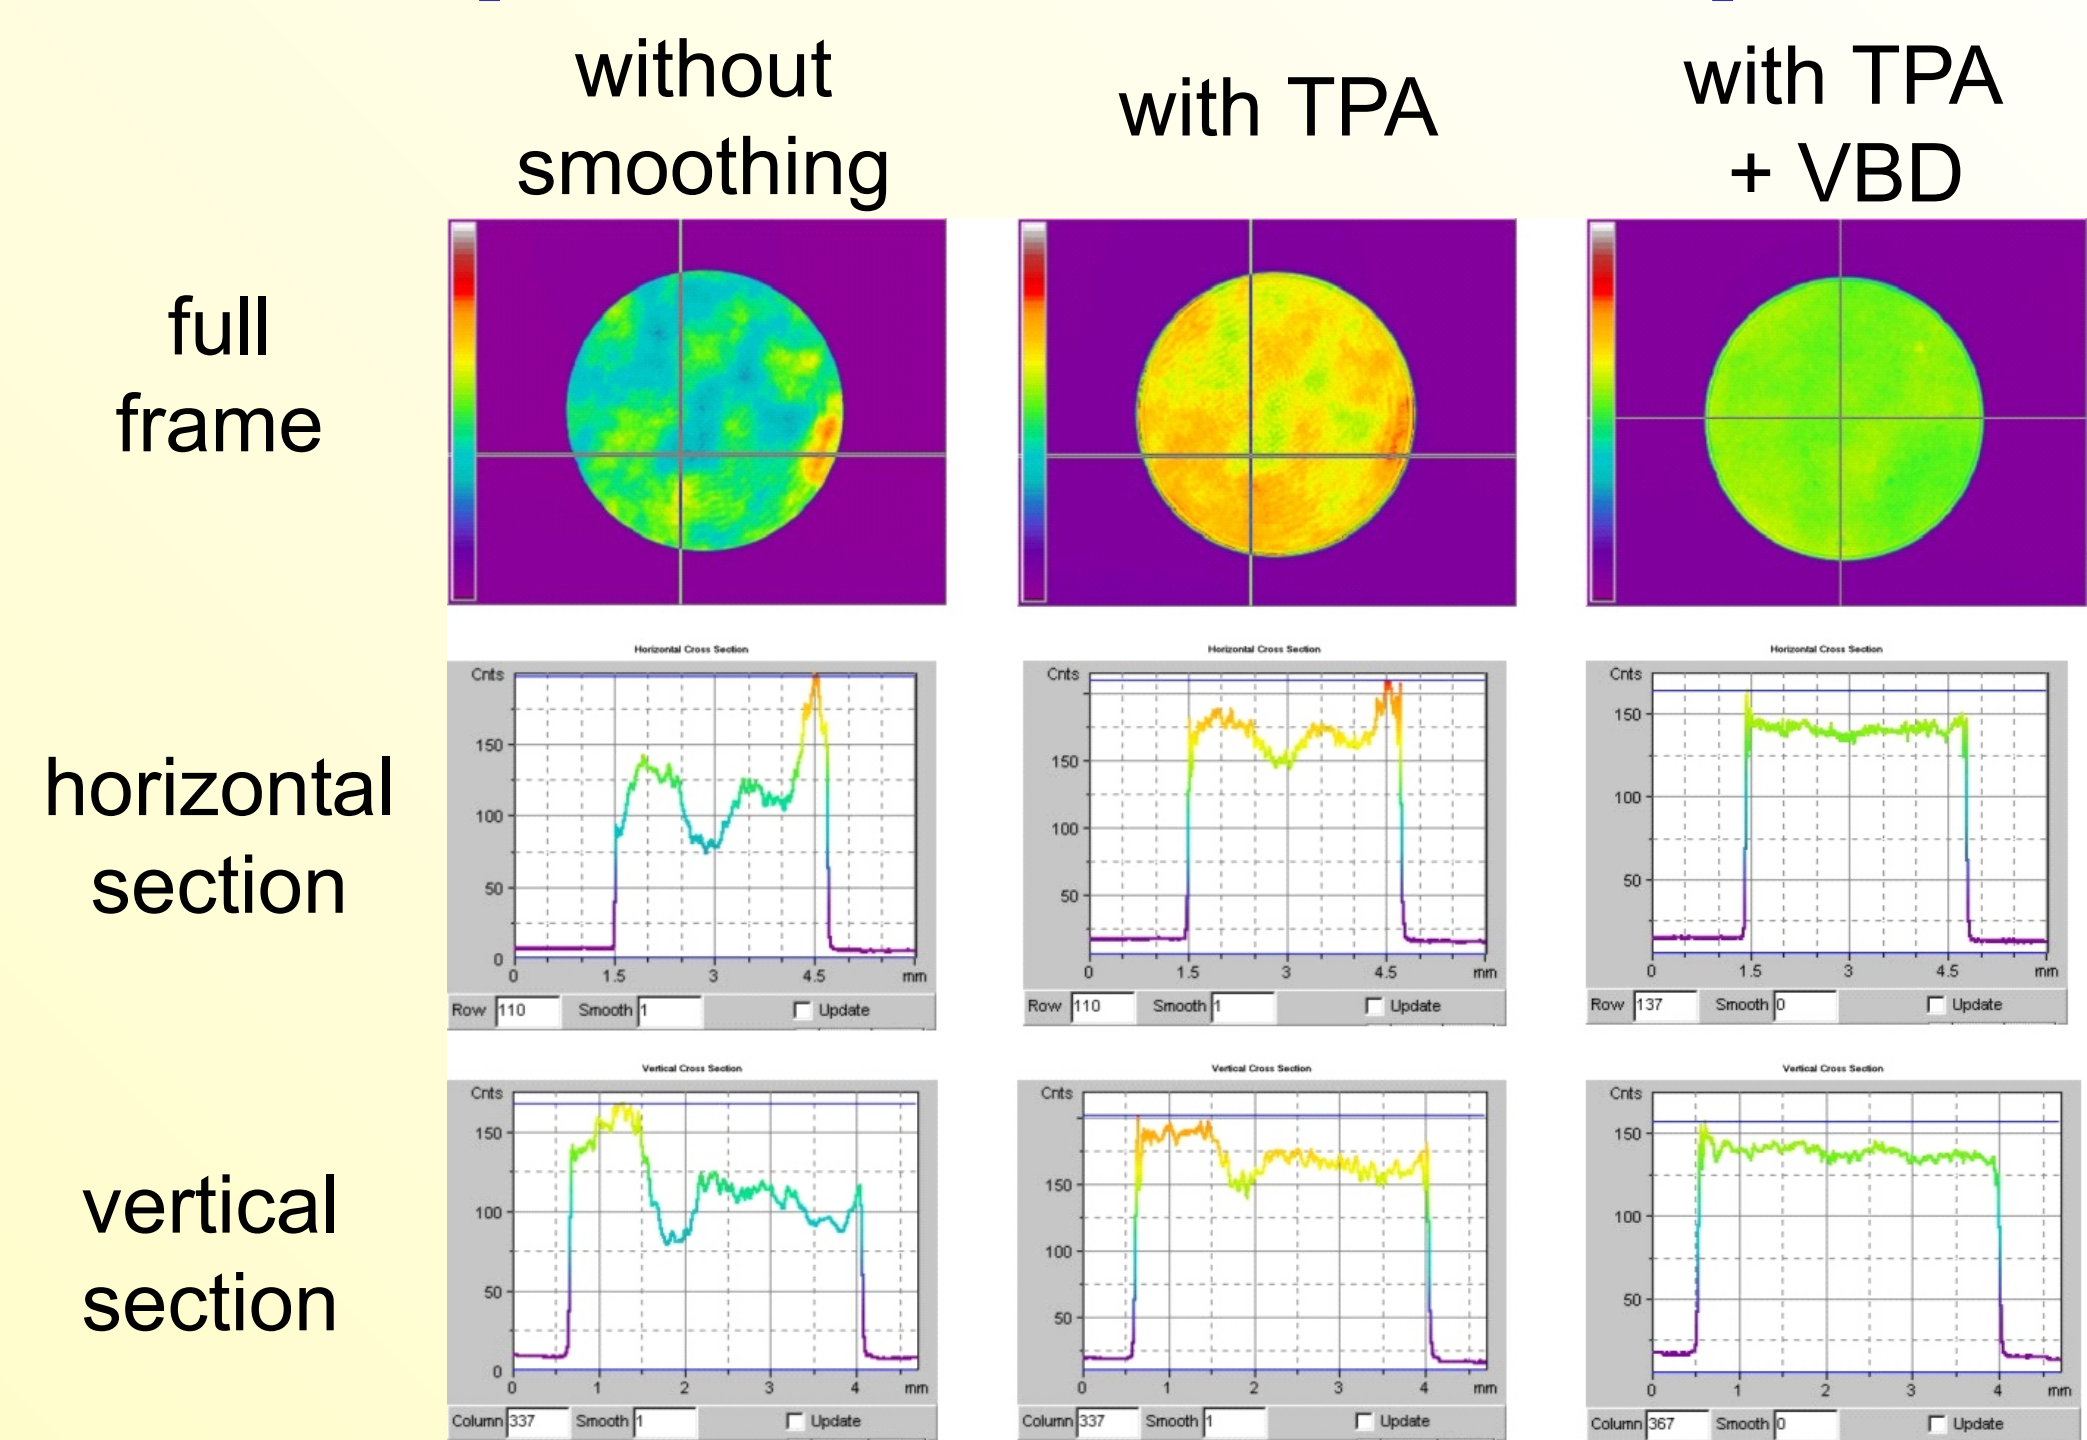 without
smoothing
with TPA
with TPA
+ VBD
full
frame
horizontal
section
Horizontal Cross Section
Cnts
150
100
50
0
0 1.5 3 4.5 mm
Row 110 Smooth 1 Update
Horizontal Cross Section
Cnts
150
100
50
0 1.5 3 4.5 mm
Row 110 Smooth 1 Update
Horizontal Cross Section
Cnts
150
100
50
0 1.5 3 4.5 mm
Row 137 Smooth 0 Update
vertical
section
Vertical Cross Section
Cnts
150
100
50
0
0 1 2 3 4 mm
Column 337 Smooth 1 Update
Vertical Cross Section
Cnts
150
100
50
0 1 2 3 4 mm
Column 337 Smooth 1 Update
Vertical Cross Section
Cnts
150
100
50
0 1 2 3 4 mm
Column 367 Smooth 0 Update